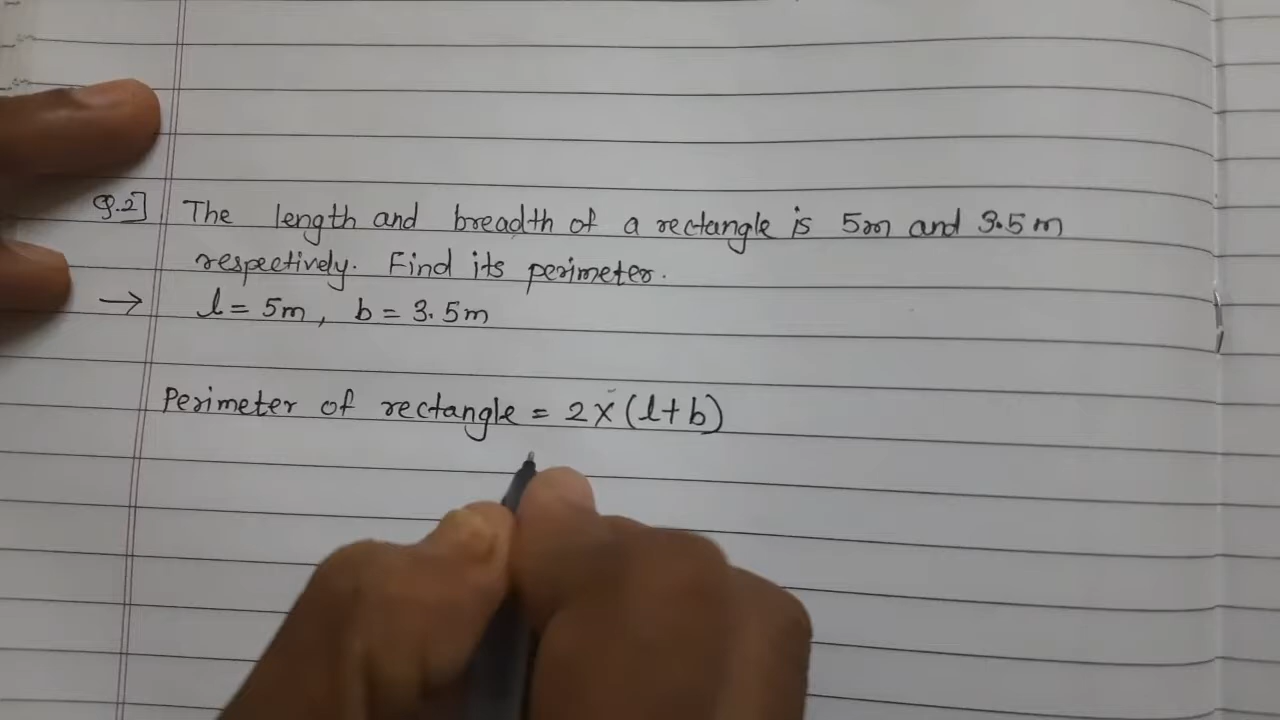 Q.2] The length and breadth of a rectangle is 5m and 3.5m
respectively. Find its perimeter.
→ l = 5m, b = 3.5m
Perimeter of rectangle = 2 × (l+b)